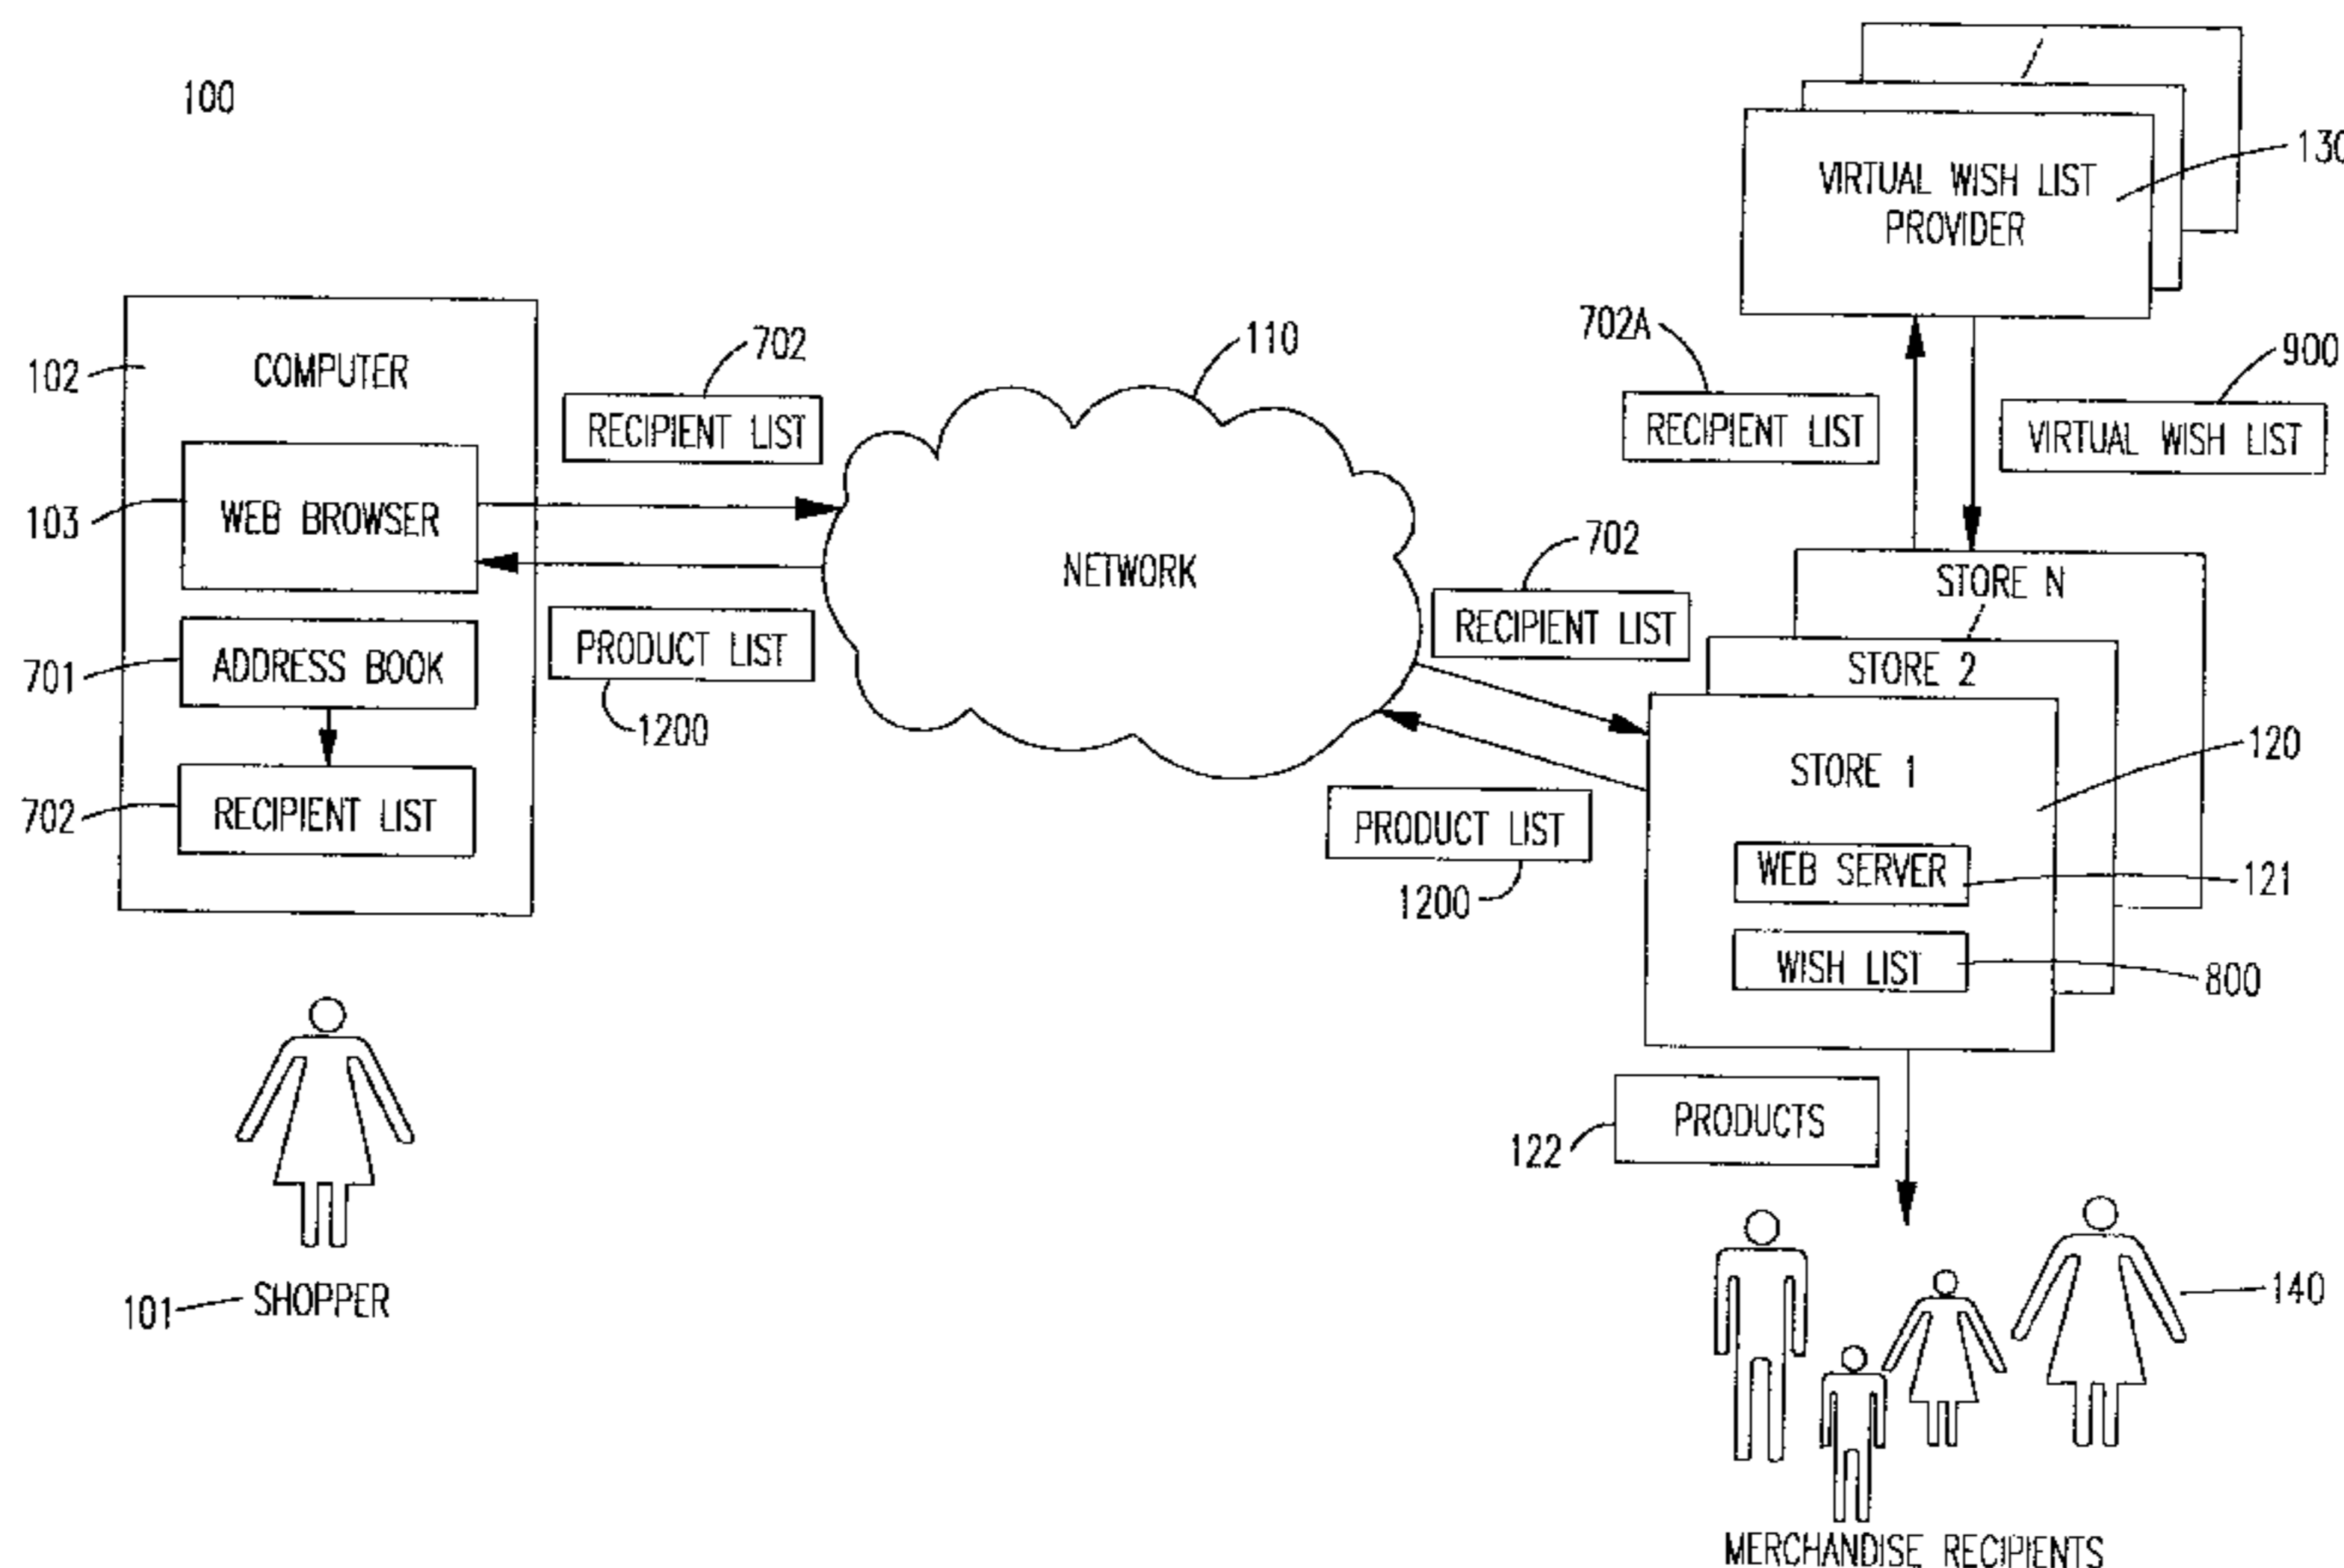 100
VIRTUAL WISH LIST
PROVIDER
130
102
COMPUTER
702
RECIPIENT LIST
110
702A
RECIPIENT LIST
900
VIRTUAL WISH LIST
103
WEB BROWSER
NETWORK
702
RECIPIENT LIST
STORE N
701
ADDRESS BOOK
PRODUCT LIST
1200
STORE 2
702
RECIPIENT LIST
STORE 1
120
PRODUCT LIST
1200
WEB SERVER
121
WISH LIST
800
122
PRODUCTS
101
SHOPPER
140
MERCHANDISE RECIPIENTS